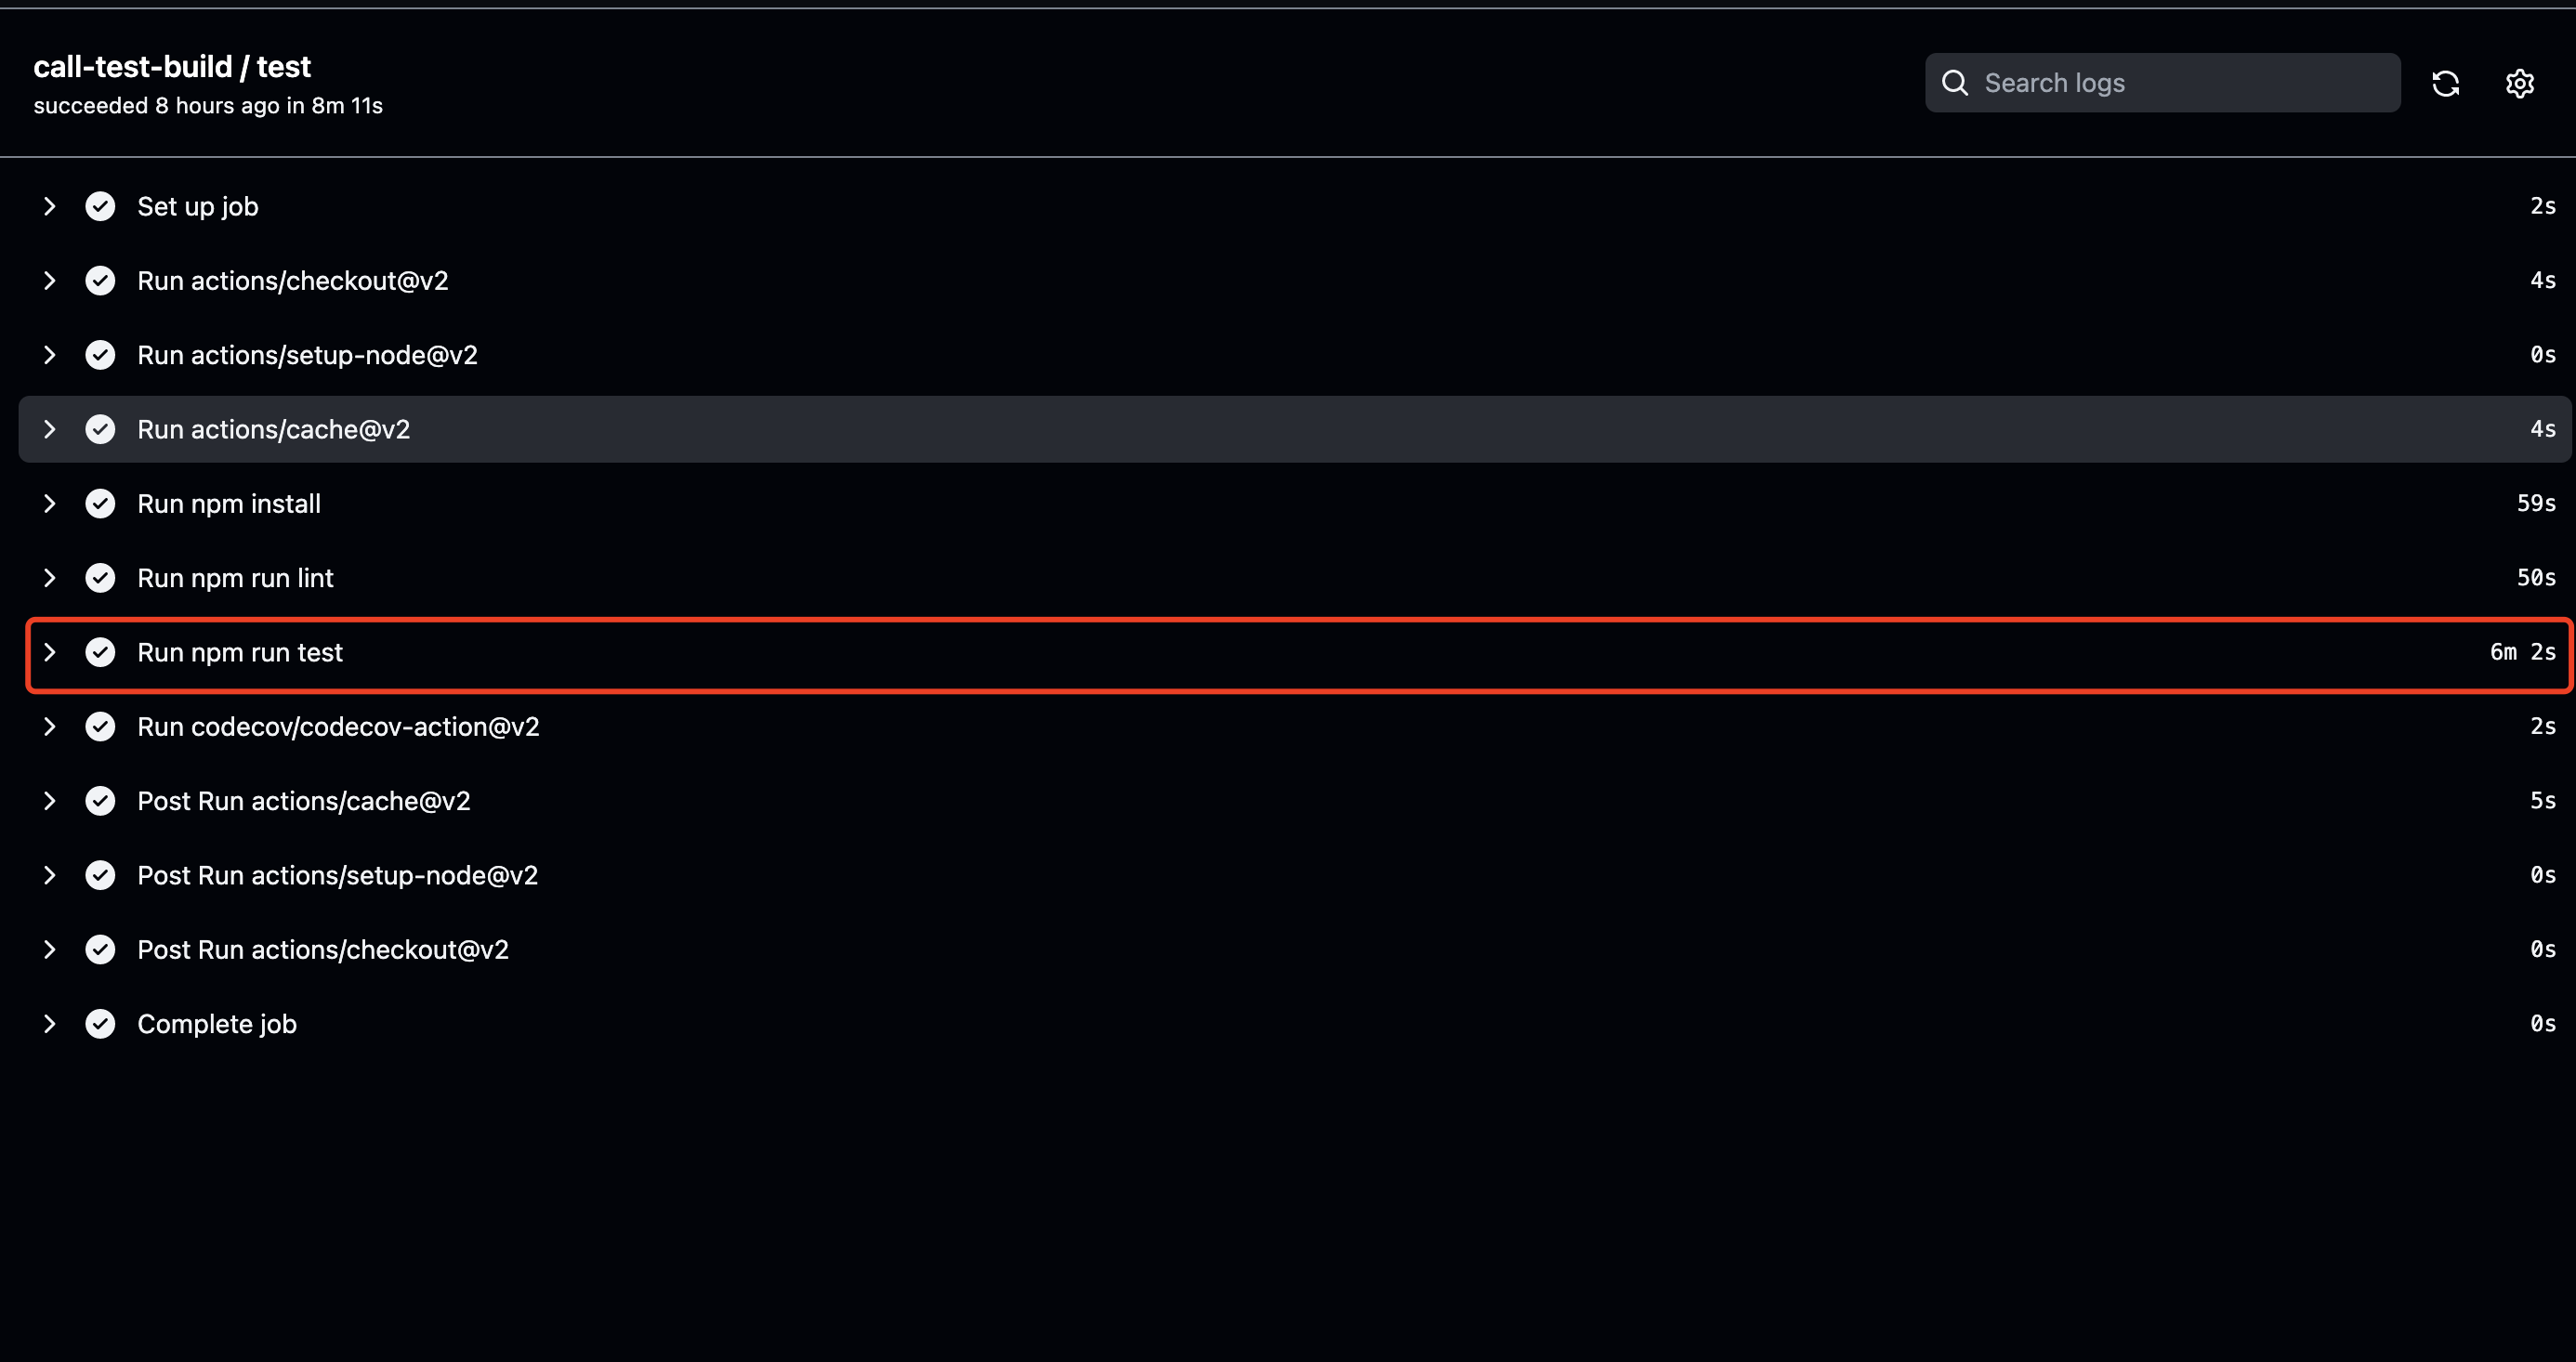 call-test-build / test
succeeded 8 hours ago in 8m 11s
Search logs
Set up job 2s
Run actions/checkout@v2 4s
Run actions/setup-node@v2 0s
Run actions/cache@v2 4s
Run npm install 59s
Run npm run lint 50s
Run npm run test 6m 2s
Run codecov/codecov-action@v2 2s
Post Run actions/cache@v2 5s
Post Run actions/setup-node@v2 0s
Post Run actions/checkout@v2 0s
Complete job 0s